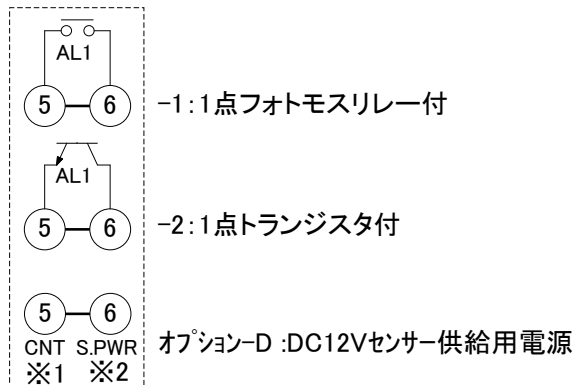 AL1
5 6 -1:1点フォトモスリレー付
AL1
5 6 -2:1点トランジスタ付
5 6
CNT S.PWR オプション-D :DC12Vセンサー供給用電源
※1 ※2